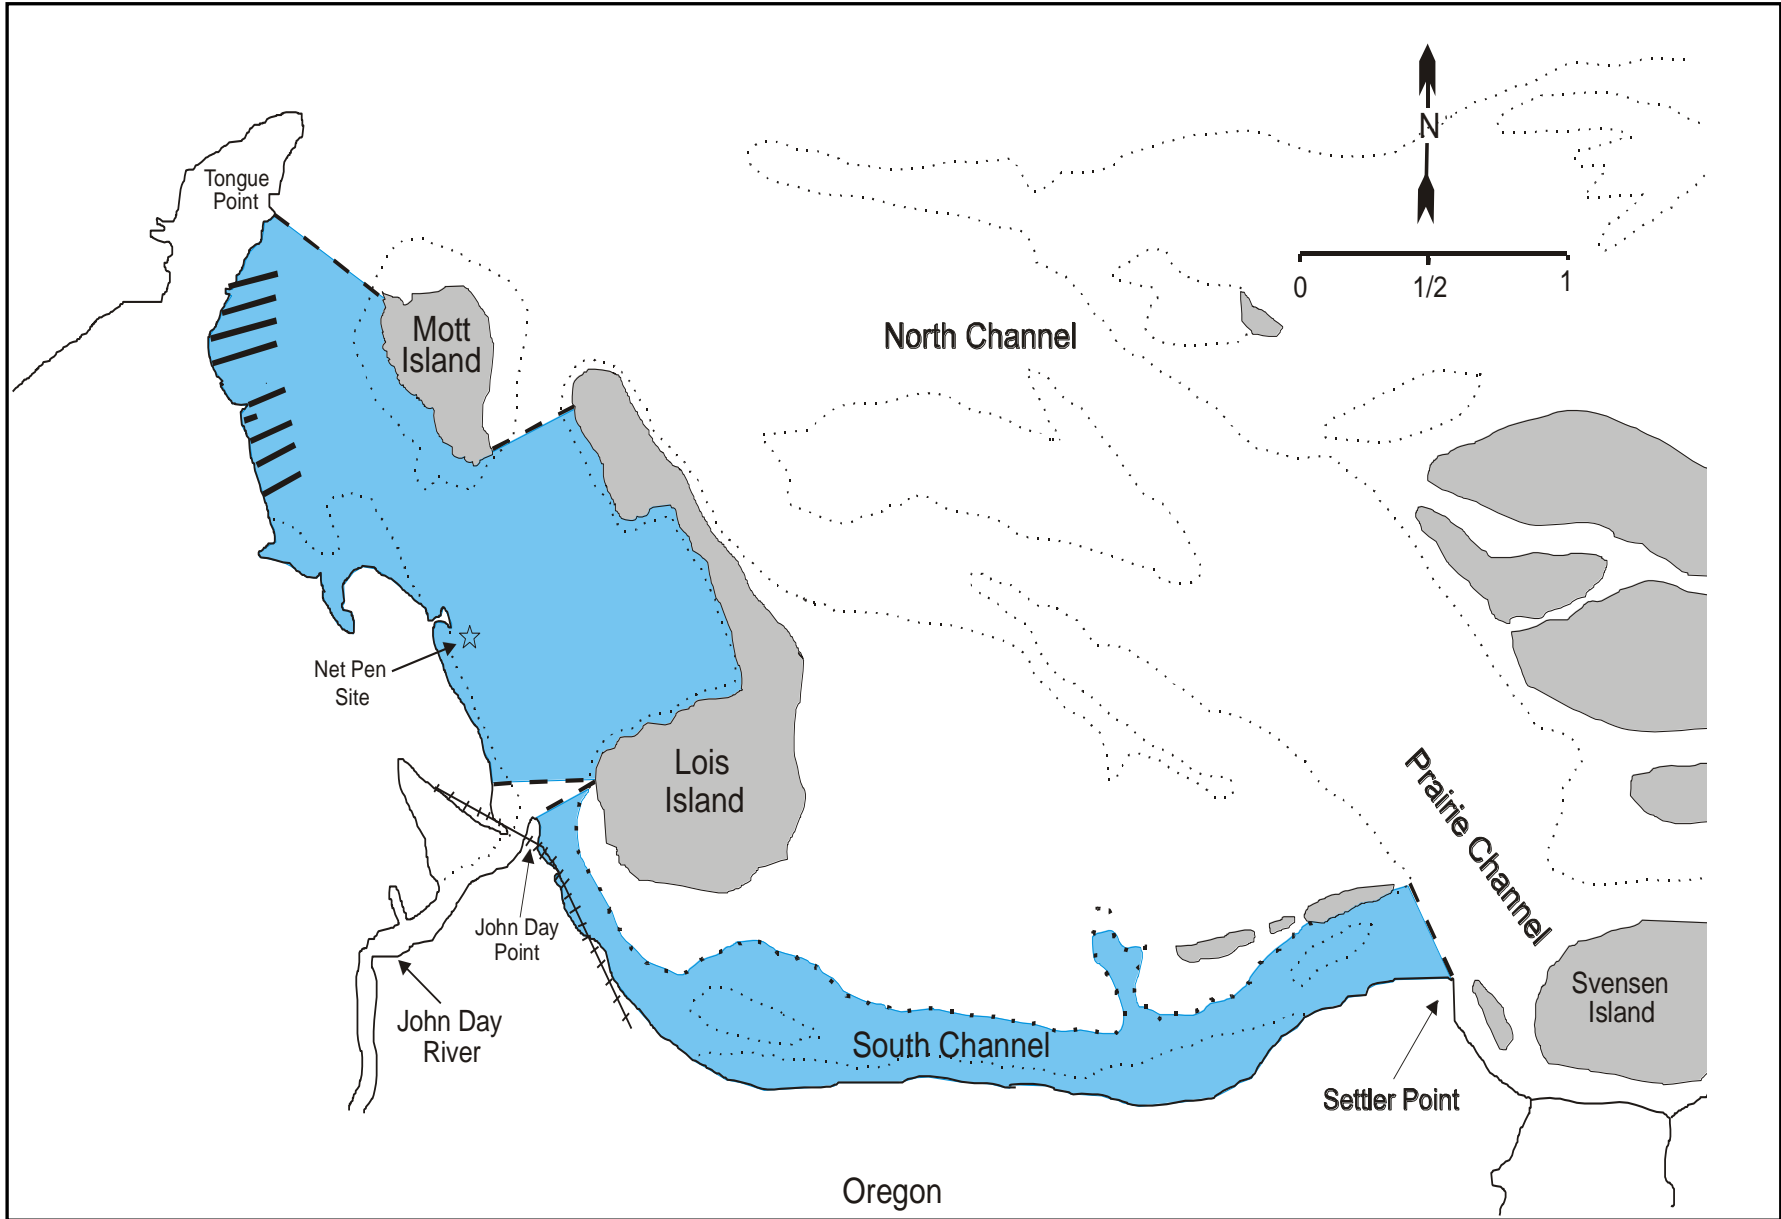 N
Tongue
Point
0
1/2
1
Mott
Island
North Channel
Net Pen
Site
Lois
Island
Prairie Channel
John Day
Point
John Day
River
South Channel
Svensen
Island
Settler Point
Oregon